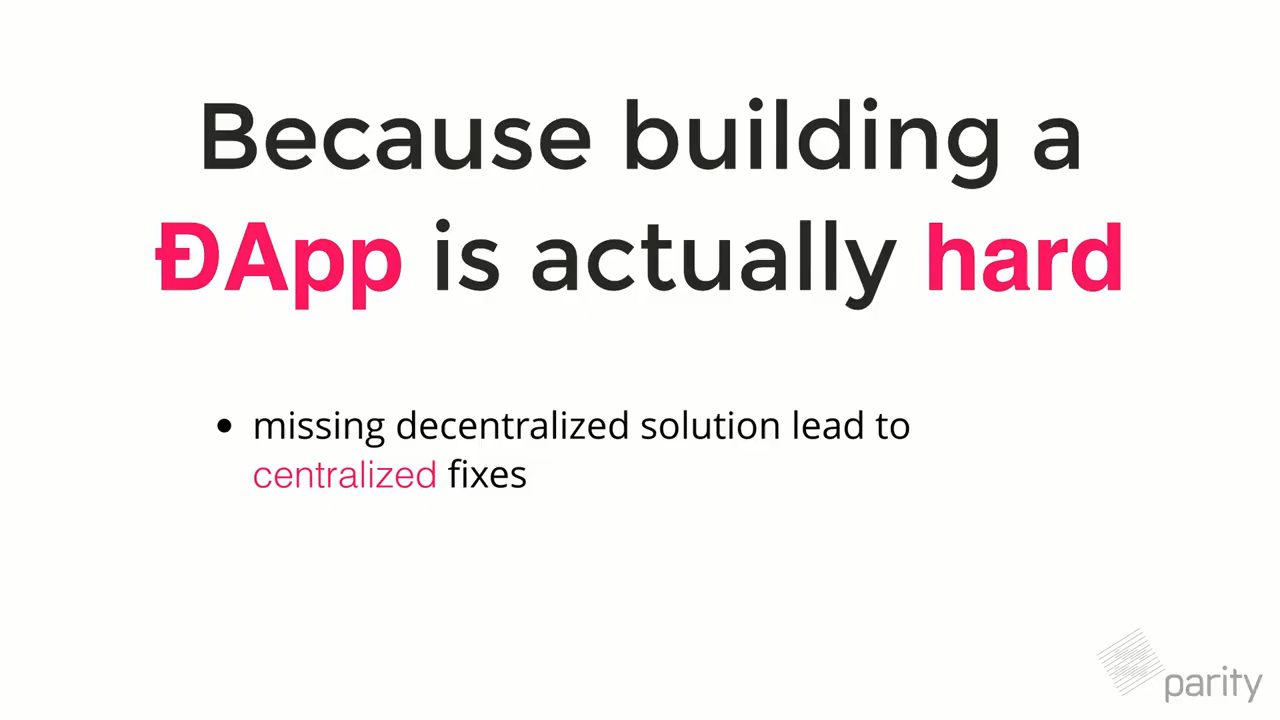 Because building a
ĐApp is actually hard
• missing decentralized solution lead to
centralized fixes
parity